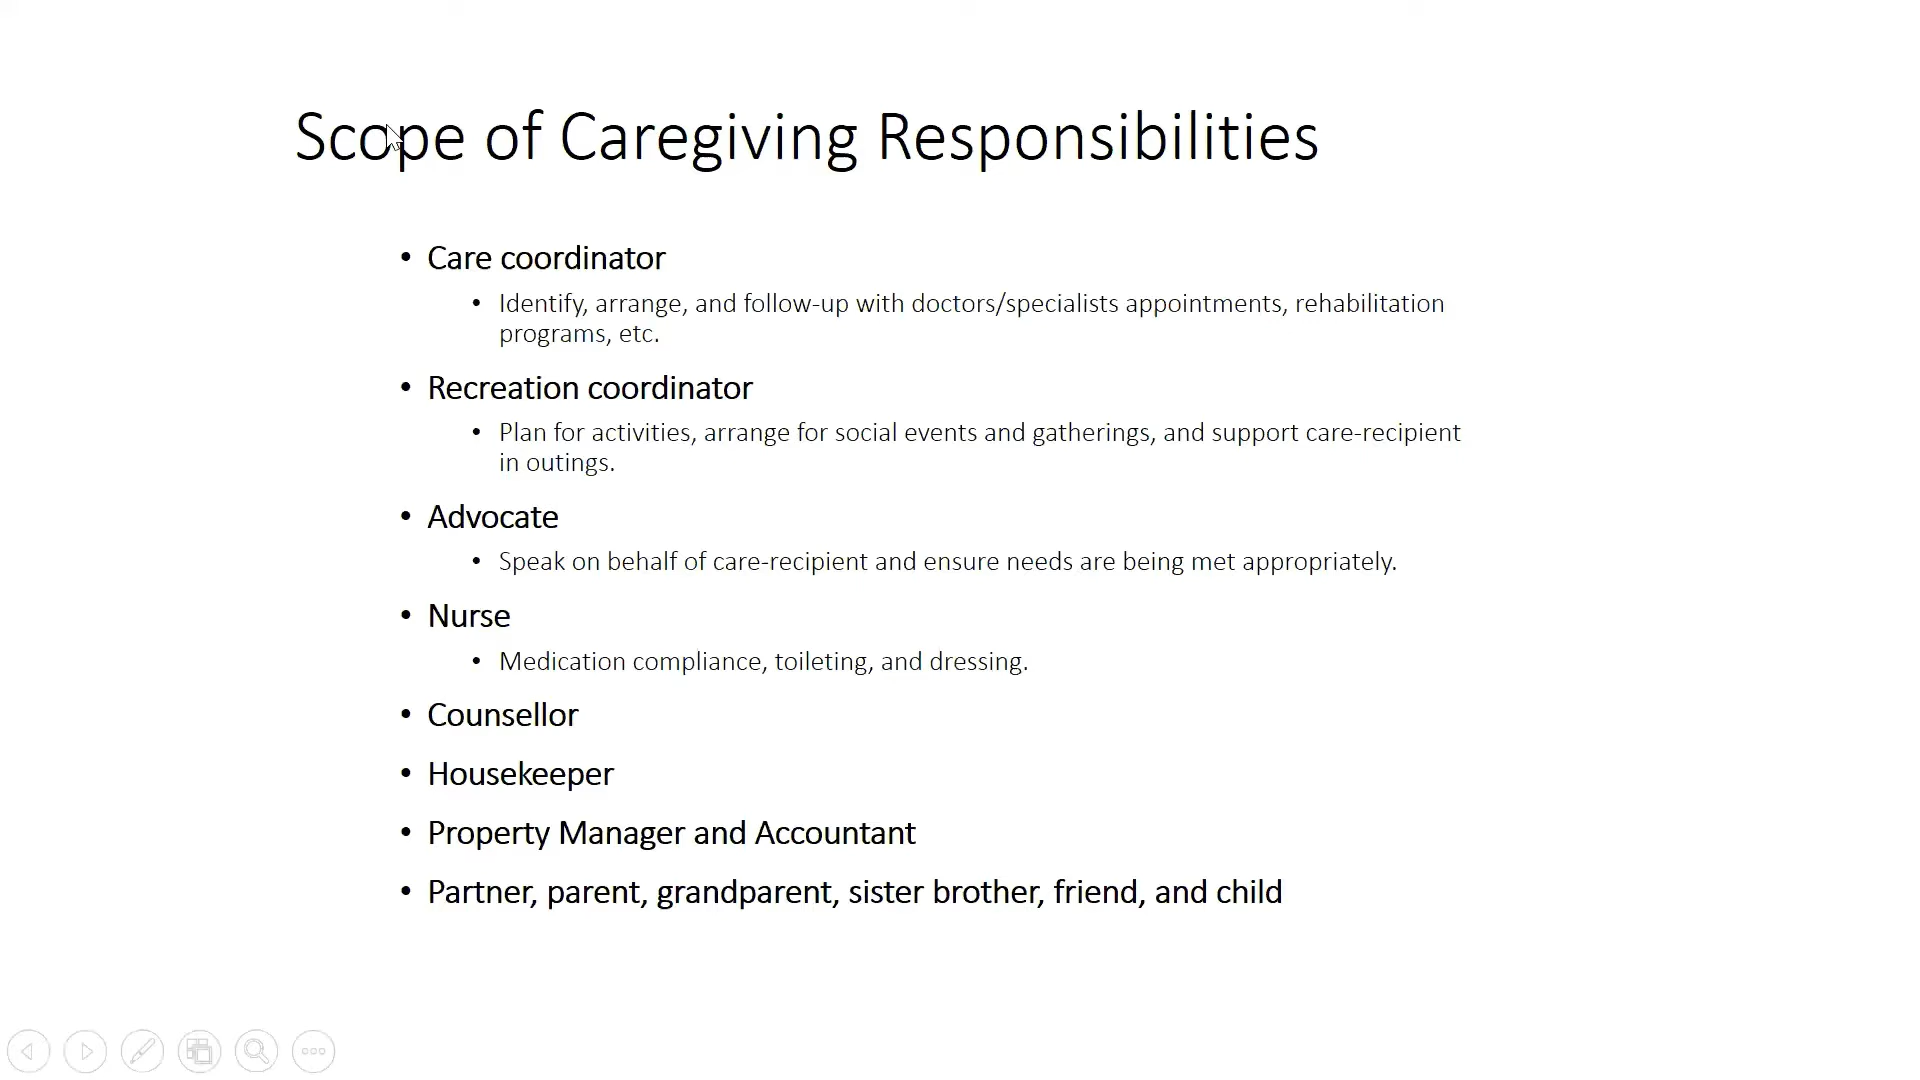 Scope of Caregiving Responsibilities
• Care coordinator
• Identify, arrange, and follow-up with doctors/specialists appointments, rehabilitation
programs, etc.
• Recreation coordinator
• Plan for activities, arrange for social events and gatherings, and support care-recipient
in outings.
• Advocate
• Speak on behalf of care-recipient and ensure needs are being met appropriately.
• Nurse
• Medication compliance, toileting, and dressing.
• Counsellor
• Housekeeper
• Property Manager and Accountant
• Partner, parent, grandparent, sister brother, friend, and child